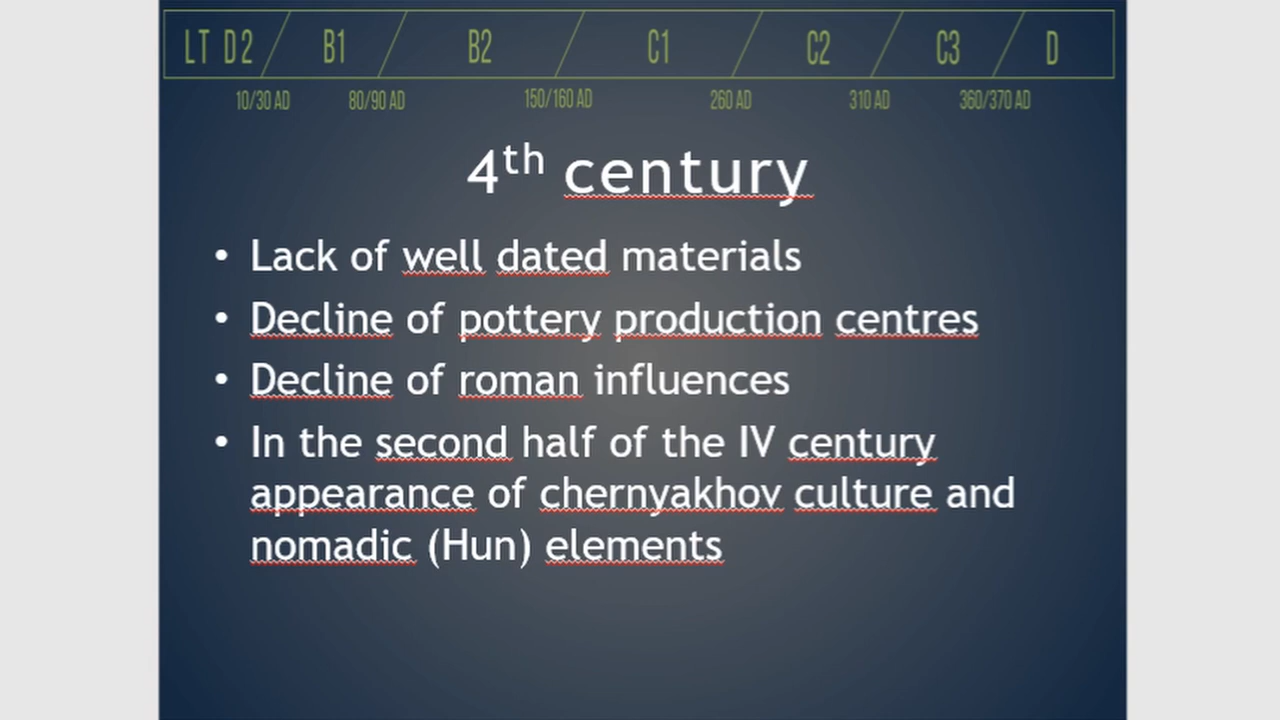 LT D2 B1 B2 C1 C2 C3 D
10/30 AD 80/90 AD 150/160 AD 260 AD 310 AD 360/370 AD
4th century
• Lack of well dated materials
• Decline of pottery production centres
• Decline of roman influences
• In the second half of the IV century
appearance of chernyakhov culture and
nomadic (Hun) elements